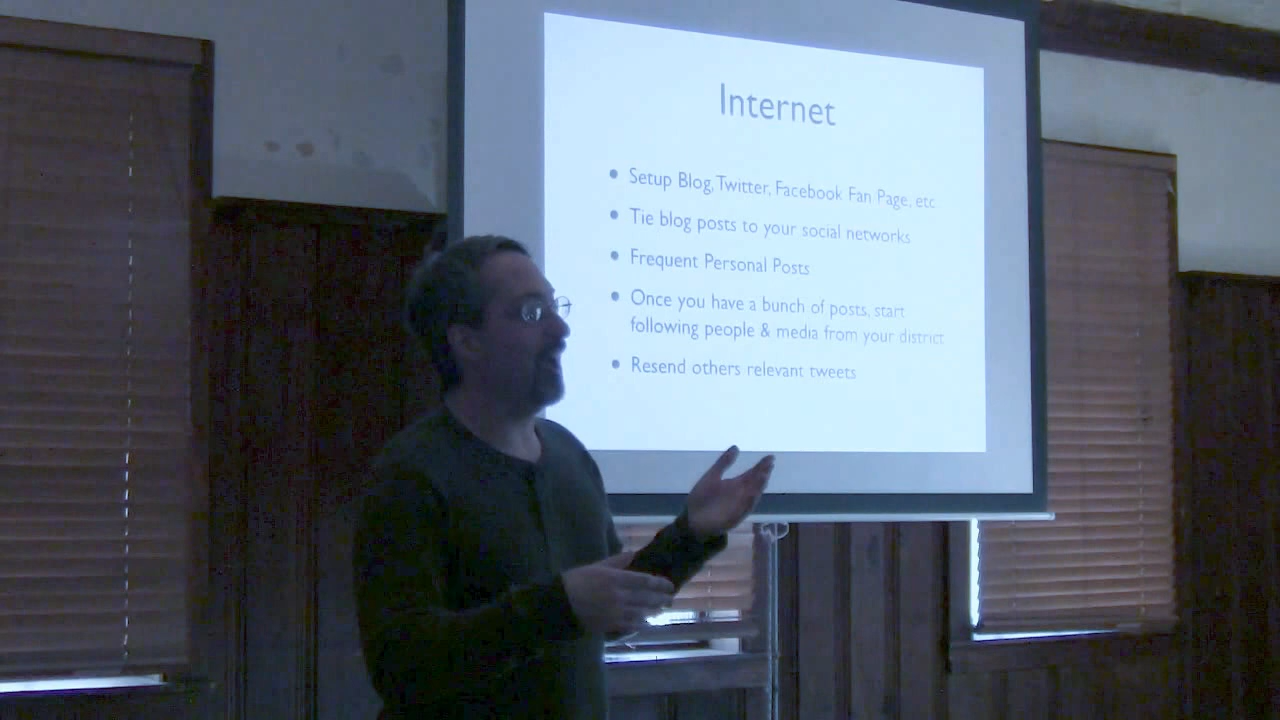 Internet
• Setup Blog, Twitter, Facebook Fan Page, etc
• Tie blog posts to your social networks
• Frequent Personal Posts
• Once you have a bunch of posts, start
following people & media from your district
• Resend others relevant tweets